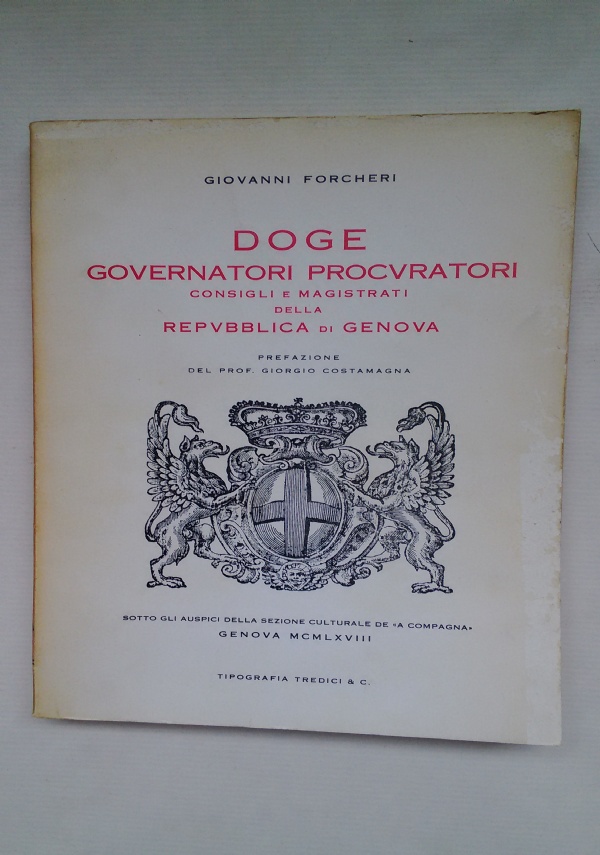 GIOVANNI FORCHERI
DOGE
GOVERNATORI PROCVRATORI
CONSIGLI E MAGISTRATI
DELLA
REPVBBLICA DI GENOVA
PREFAZIONE
DEL PROF. GIORGIO COSTAMAGNA
SOTTO GLI AUSPICI DELLA SEZIONE CULTURALE DE «A COMPAGNA»
GENOVA MCMLXVIII
TIPOGRAFIA TREDICI & C.